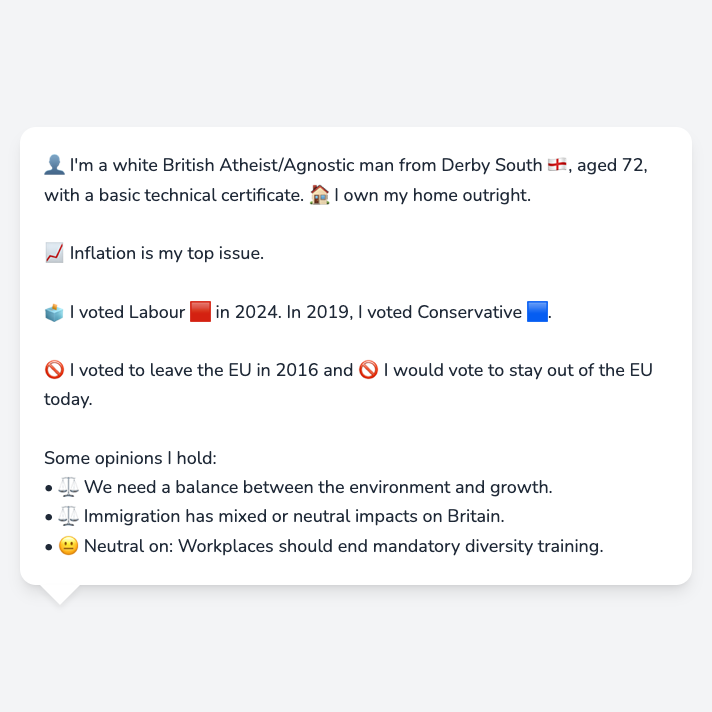 👤 I'm a white British Atheist/Agnostic man from Derby South 🏴󠁧󠁢󠁥󠁮󠁧󠁿, aged 72,
with a basic technical certificate. 🏠 I own my home outright.
📈 Inflation is my top issue.
🗳️ I voted Labour 🟥 in 2024. In 2019, I voted Conservative 🟦.
🚫 I voted to leave the EU in 2016 and 🚫 I would vote to stay out of the EU
today.
Some opinions I hold:
• ⚖️ We need a balance between the environment and growth.
• ⚖️ Immigration has mixed or neutral impacts on Britain.
• 😐 Neutral on: Workplaces should end mandatory diversity training.